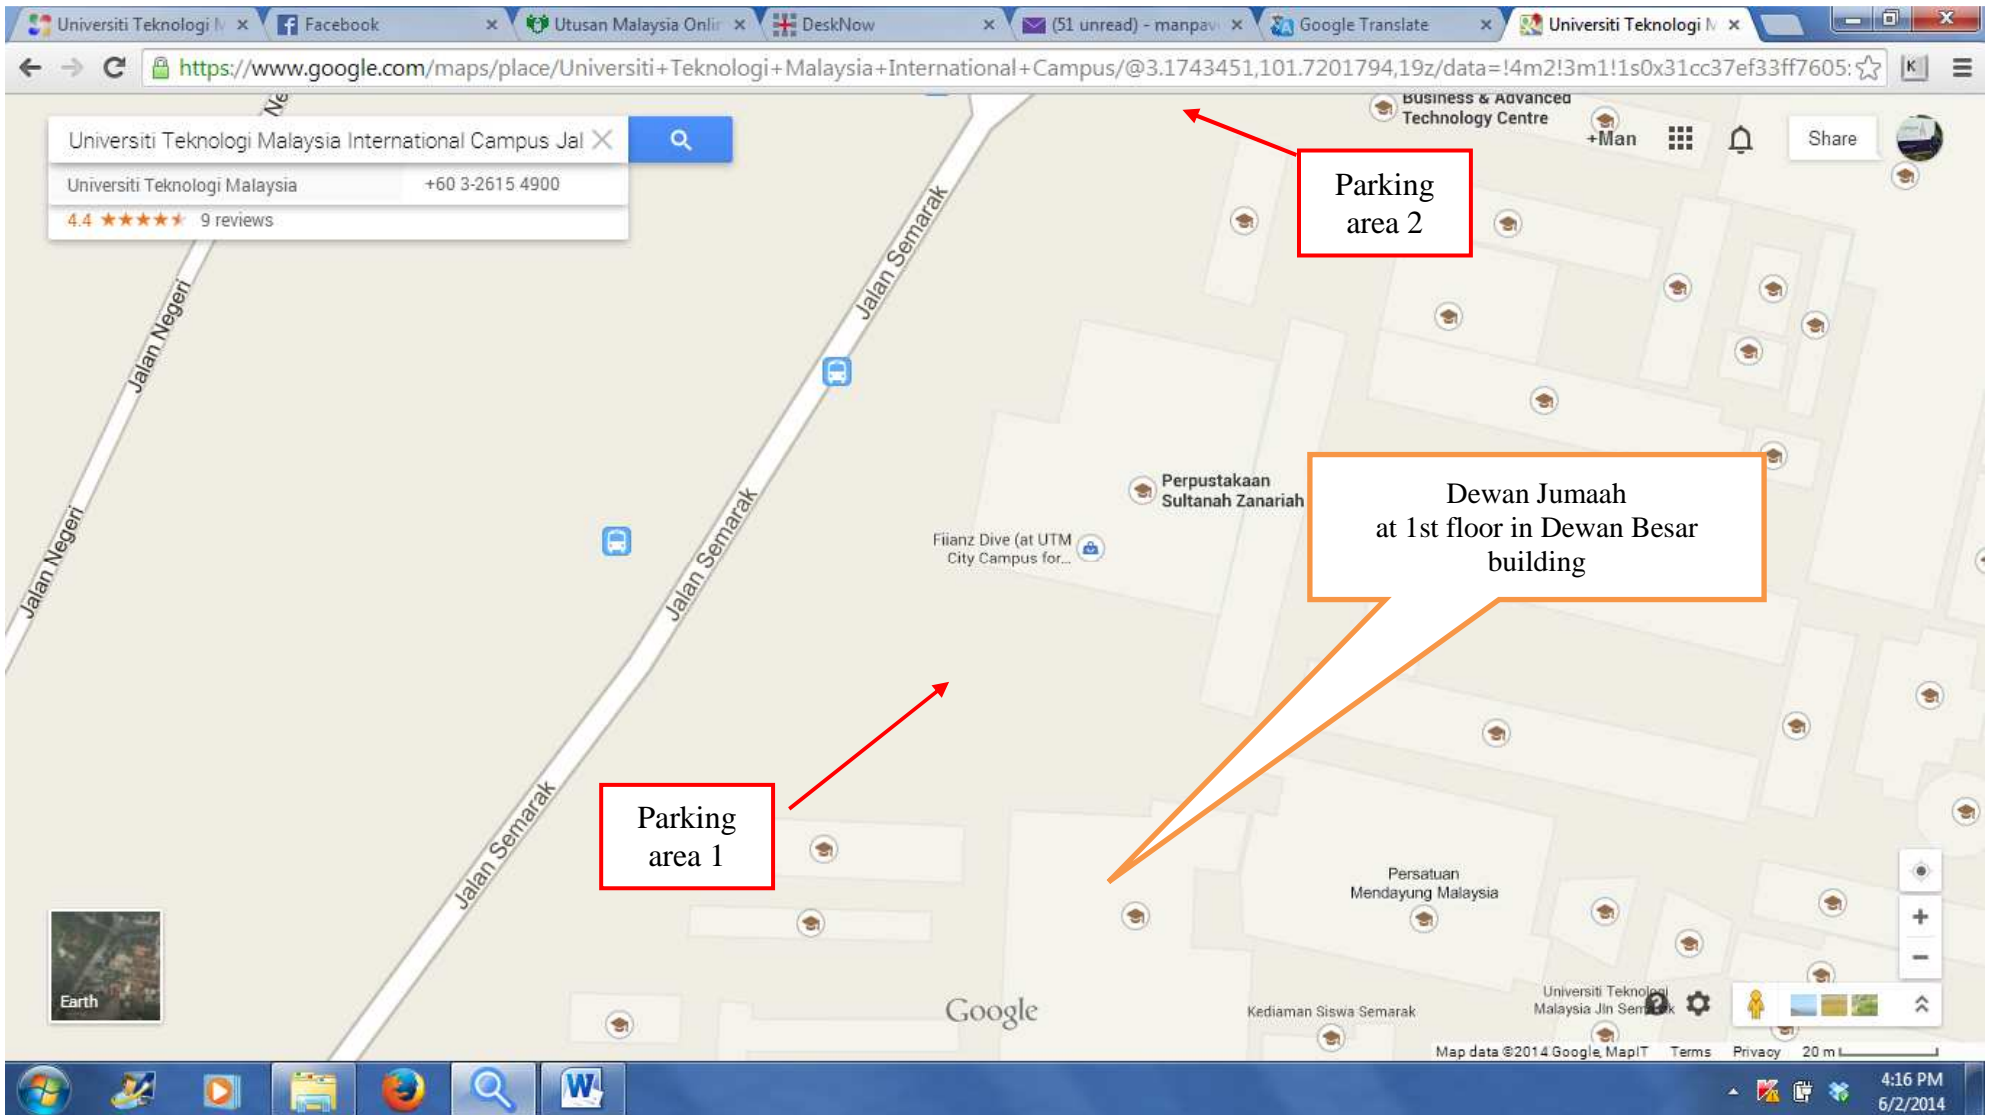 Universiti Teknologi M
Facebook
Utusan Malaysia Onlin
DeskNow
(51 unread) - manpav
Google Translate
Universiti Teknologi M
https://www.google.com/maps/place/Universiti+Teknologi+Malaysia+International+Campus/@3.1743451,101.7201794,19z/data=!4m2!3m1!1s0x31cc37ef33ff7605:
K
Universiti Teknologi Malaysia International Campus Jal
Universiti Teknologi Malaysia
+60 3-2615 4900
4.4
9 reviews
Ne
Business & Advanced
Technology Centre
+Man
Share
Parking
area 2
Jalan Semarak
Jalan Negeri
Perpustakaan
Sultanah Zanariah
Dewan Jumaah
at 1st floor in Dewan Besar
building
Fiianz Dive (at UTM
City Campus for...
Jalan Semarak
Jalan Negeri
Parking
area 1
Jalan Semarak
Persatuan
Mendayung Malaysia
Earth
Google
Kediaman Siswa Semarak
Universiti Teknologi
Malaysia Jln Semarak
Map data ©2014 Google, MapIT
Terms
Privacy
20 m
W
4:16 PM
6/2/2014